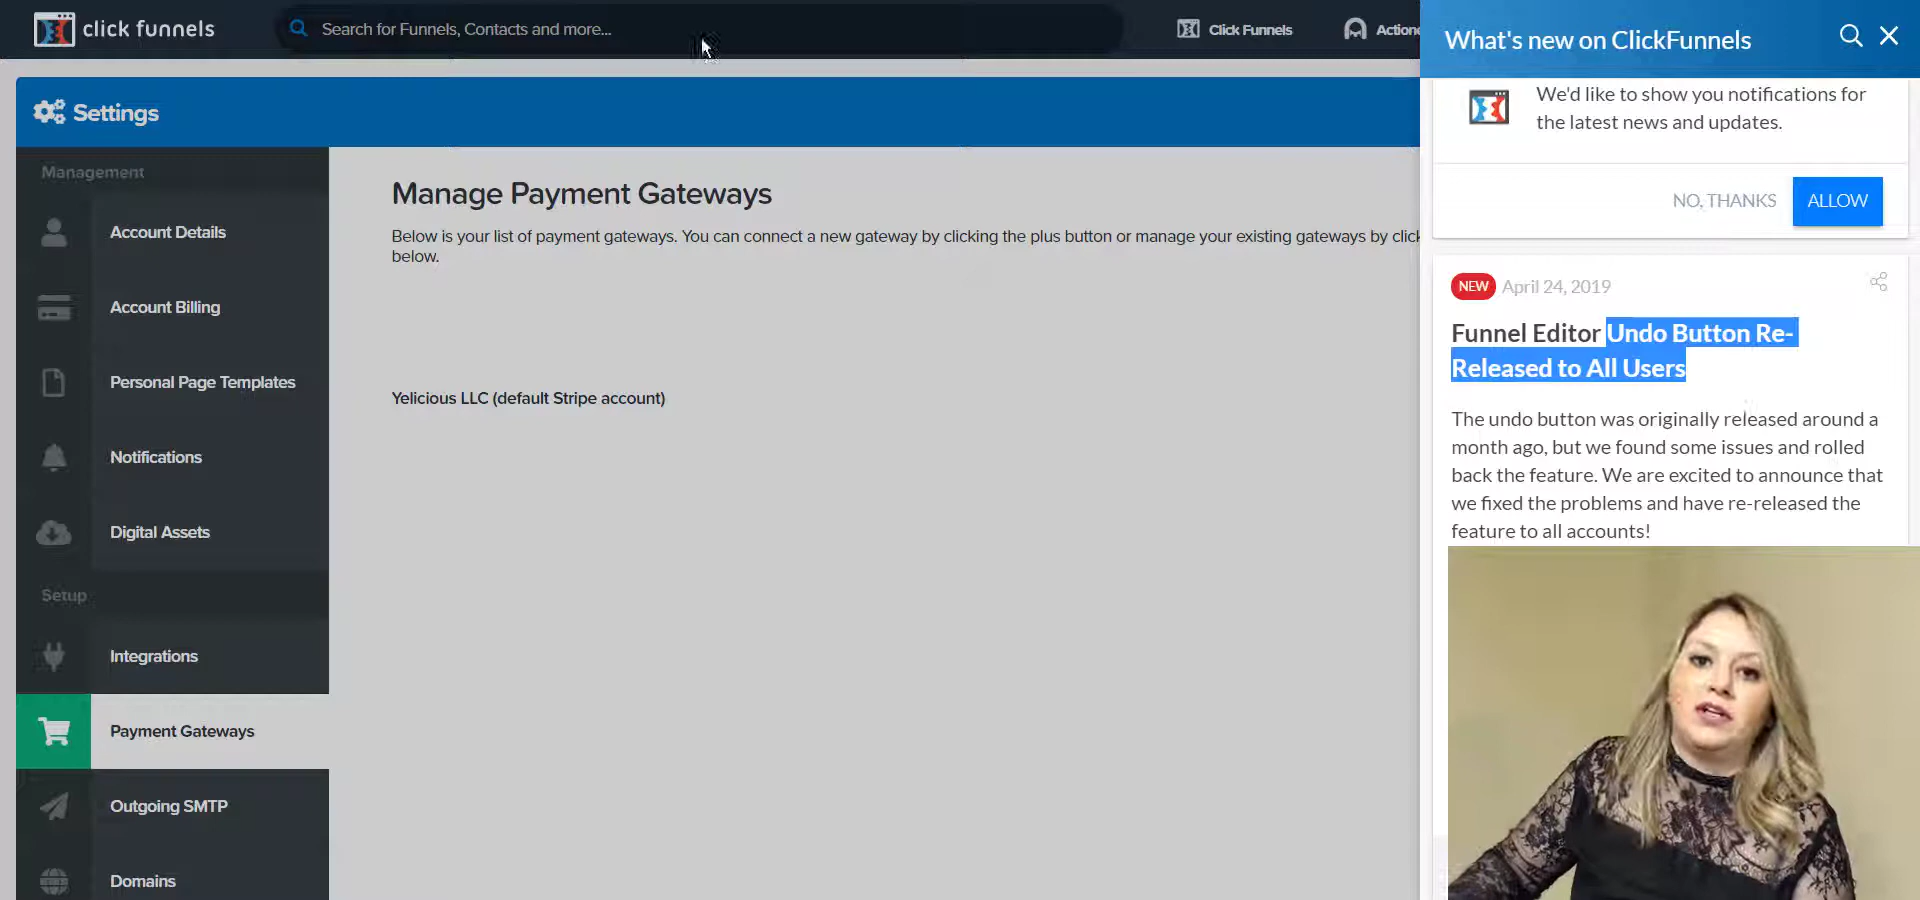 click funnels
Search for Funnels, Contacts and more...
Click Funnels
Action
Settings
Management
Account Details
Account Billing
Personal Page Templates
Notifications
Digital Assets
Setup
Integrations
Payment Gateways
Outgoing SMTP
Domains
Manage Payment Gateways
Below is your list of payment gateways. You can connect a new gateway by clicking the plus button or manage your existing gateways by clic
below.
Yelicious LLC (default Stripe account)
What's new on ClickFunnels
We'd like to show you notifications for
the latest news and updates.
NO, THANKS
ALLOW
NEW April 24, 2019
Funnel Editor Undo Button Re-
Released to All Users
The undo button was originally released around a
month ago, but we found some issues and rolled
back the feature. We are excited to announce that
we fixed the problems and have re-released the
feature to all accounts!